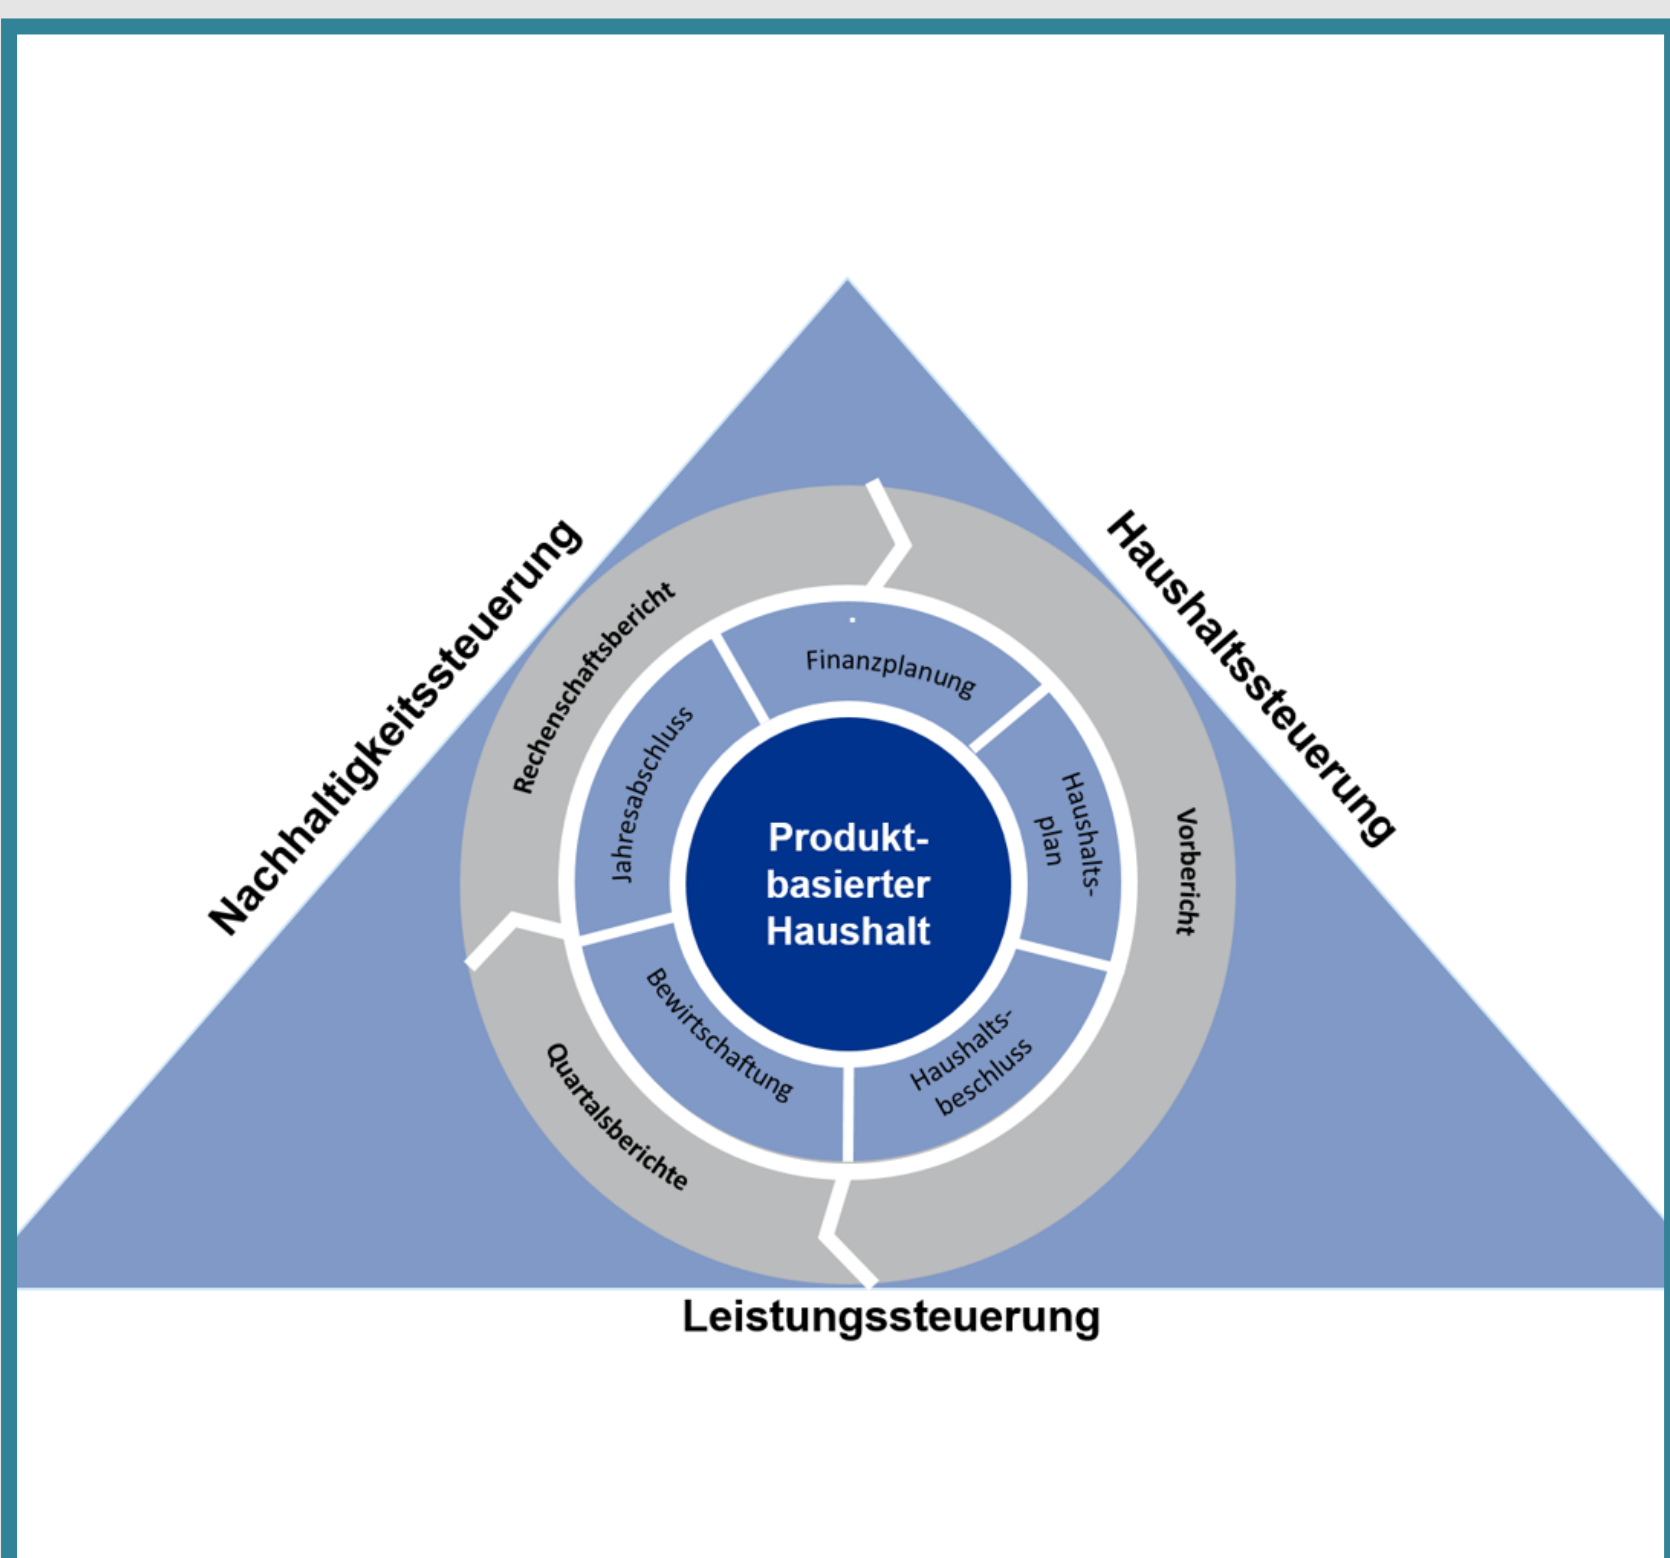 Nachhaltigkeitssteuerung
Haushaltssteuerung
Rechenschaftsbericht
Finanzplanung
Jahresabschluss
Haushalts-
plan
Vorbericht
Produkt-
basierter
Haushalt
Bewirtschaftung
Haushalts-
beschluss
Quartalsberichte
Leistungssteuerung